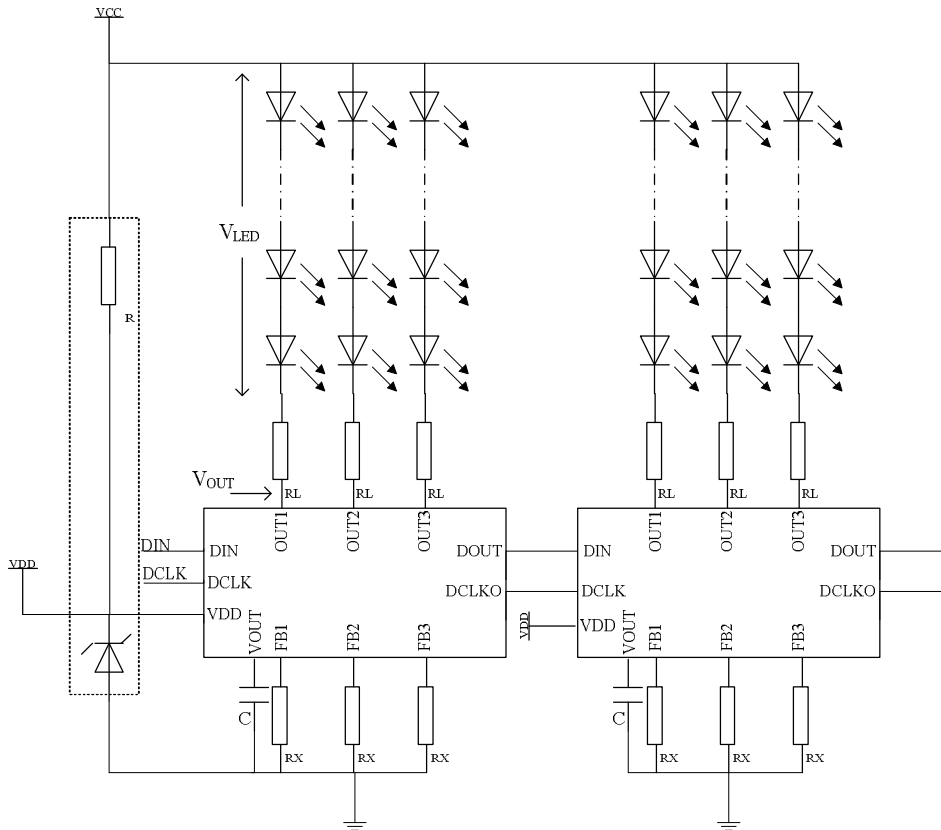 VCC
V_LED
R
V_OUT
RL RL RL RL RL RL
OUT1 OUT2 OUT3 OUT1 OUT2 OUT3
DIN DIN DOUT DIN DOUT
VDD DCLK DCLK DCLKO DCLK DCLKO
VDD VDD VDD
VOUT FB1 FB2 FB3 VOUT FB1 FB2 FB3
C C
RX RX RX RX RX RX